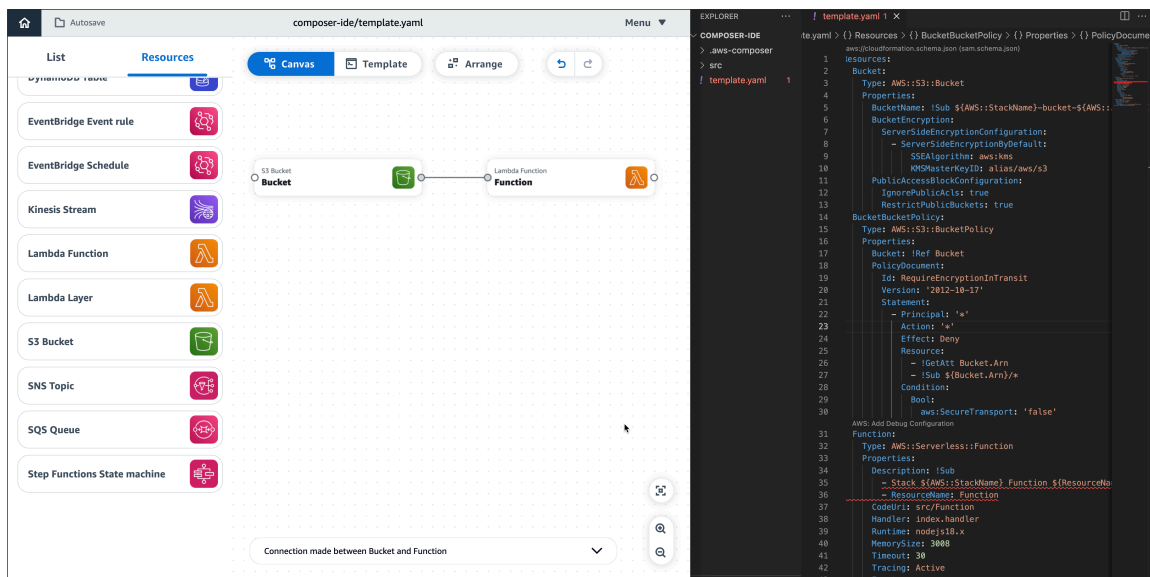 Autosave
composer-ide/template.yaml
Menu
List
Resources
DynamoDB Table
EventBridge Event rule
EventBridge Schedule
Kinesis Stream
Lambda Function
Lambda Layer
S3 Bucket
SNS Topic
SQS Queue
Step Functions State machine
Canvas
Template
Arrange
S3 Bucket
Bucket
Lambda Function
Function
Connection made between Bucket and Function
EXPLORER
COMPOSER-IDE
.aws-composer
src
! template.yaml 1
! template.yaml 1 ×
te.yaml > {} Resources > {} BucketBucketPolicy > {} Properties > {} PolicyDocume
aws://cloudformation.schema.json (sam.schema.json)
1 esources:
2 Bucket:
3 Type: AWS::S3::Bucket
4 Properties:
5 BucketName: !Sub ${AWS::StackName}-bucket-${AWS::
6 BucketEncryption:
7 ServerSideEncryptionConfiguration:
8 - ServerSideEncryptionByDefault:
9 SSEAlgorithm: aws:kms
10 KMSMasterKeyID: alias/aws/s3
11 PublicAccessBlockConfiguration:
12 IgnorePublicAcls: true
13 RestrictPublicBuckets: true
14 BucketBucketPolicy:
15 Type: AWS::S3::BucketPolicy
16 Properties:
17 Bucket: !Ref Bucket
18 PolicyDocument:
19 Id: RequireEncryptionInTransit
20 Version: '2012-10-17'
21 Statement:
22 - Principal: '*'
23 Action: '*'
24 Effect: Deny
25 Resource:
26 - !GetAtt Bucket.Arn
27 - !Sub ${Bucket.Arn}/*
28 Condition:
29 Bool:
30 aws:SecureTransport: 'false'
AWS: Add Debug Configuration
31 Function:
32 Type: AWS::Serverless::Function
33 Properties:
34 Description: !Sub
35 - Stack ${AWS::StackName} Function ${ResourceNa
36 - ResourceName: Function
37 CodeUri: src/Function
38 Handler: index.handler
39 Runtime: nodejs18.x
40 MemorySize: 3008
41 Timeout: 30
42 Tracing: Active